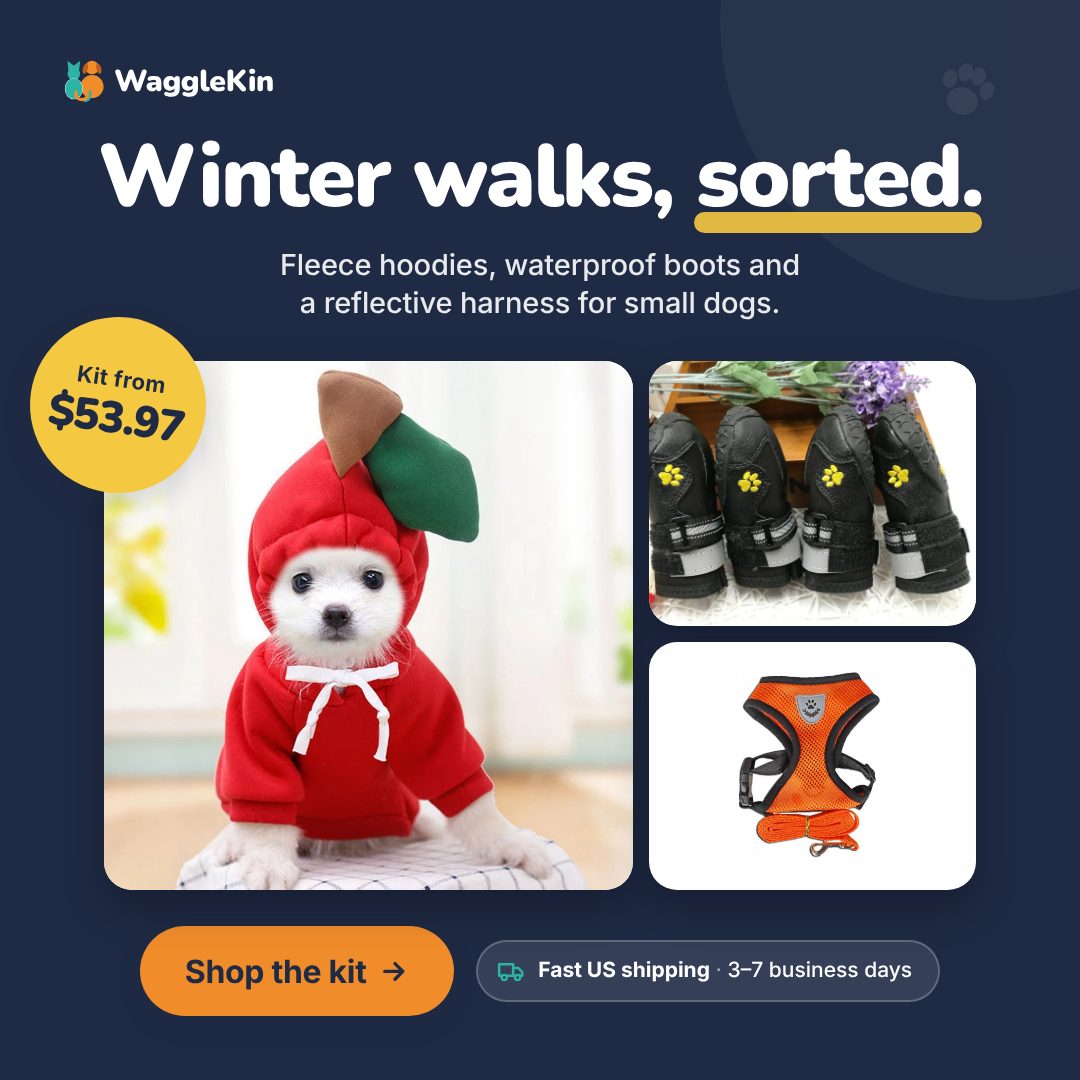 WaggleKin
Winter walks, sorted.
Fleece hoodies, waterproof boots and
a reflective harness for small dogs.
Kit from
$53.97
Shop the kit →
Fast US shipping · 3–7 business days